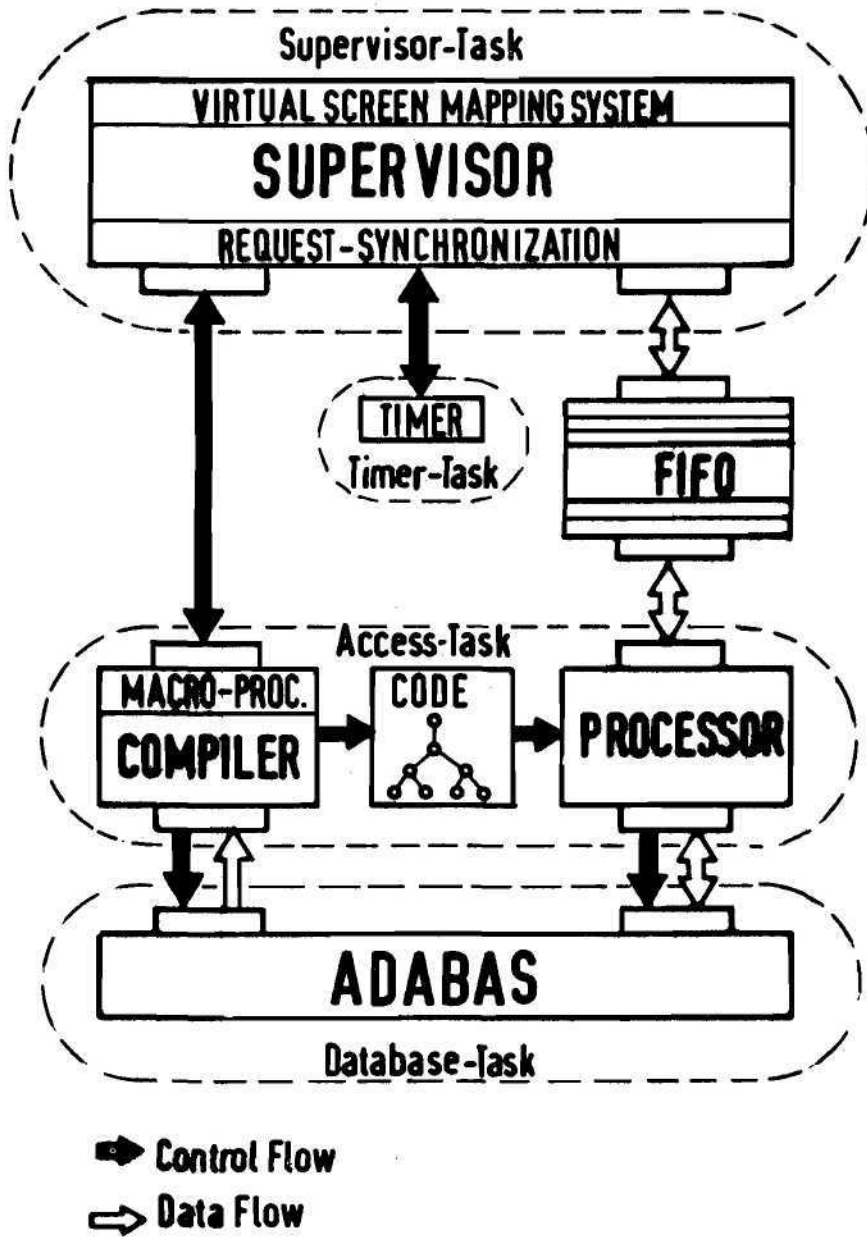 Supervisor-Task
VIRTUAL SCREEN MAPPING SYSTEM
SUPERVISOR
REQUEST-SYNCHRONIZATION
TIMER
Timer-Task
FIFO
Access-Task
MACRO-PROC.
COMPILER
CODE
PROCESSOR
ADABAS
Database-Task
Control Flow
Data Flow